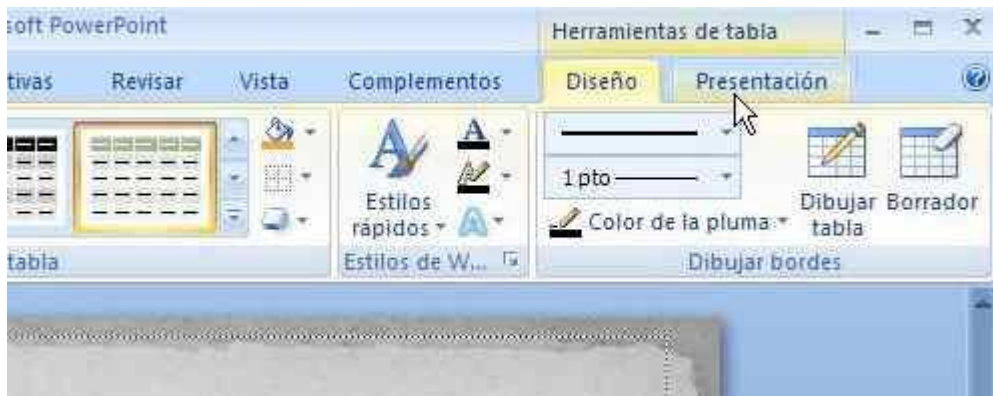 soft PowerPoint
Herramientas de tabla
tivas Revisar Vista Complementos Diseño Presentación
1 pto
Estilos rápidos
Color de la pluma
Dibujar tabla
Borrador
tabla
Estilos de W...
Dibujar bordes